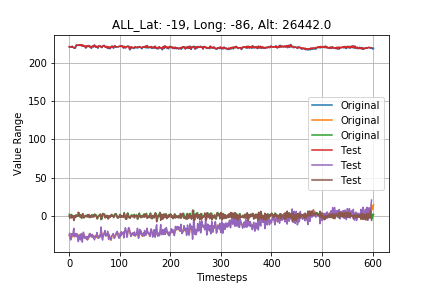 ALL_Lat: -19, Long: -86, Alt: 26442.0
Value Range
200
150
100
50
0
Original
Original
Original
Test
Test
Test
0 100 200 300 400 500 600
Timesteps